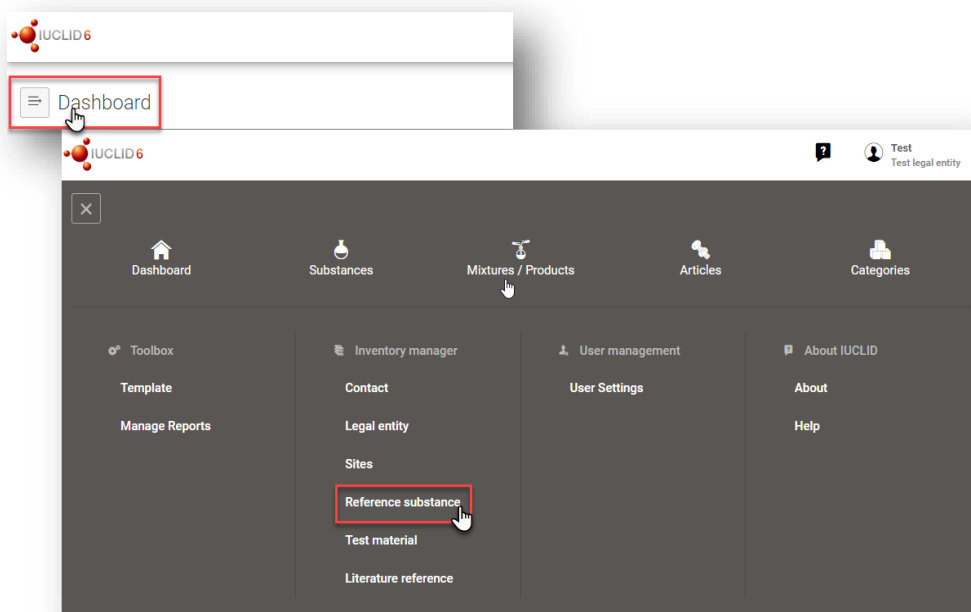 IUCLID 6
Dashboard
IUCLID 6
?
Test
Test legal entity
Dashboard
Substances
Mixtures / Products
Articles
Categories
Toolbox
Template
Manage Reports
Inventory manager
Contact
Legal entity
Sites
Reference substance
Test material
Literature reference
User management
User Settings
About IUCLID
About
Help